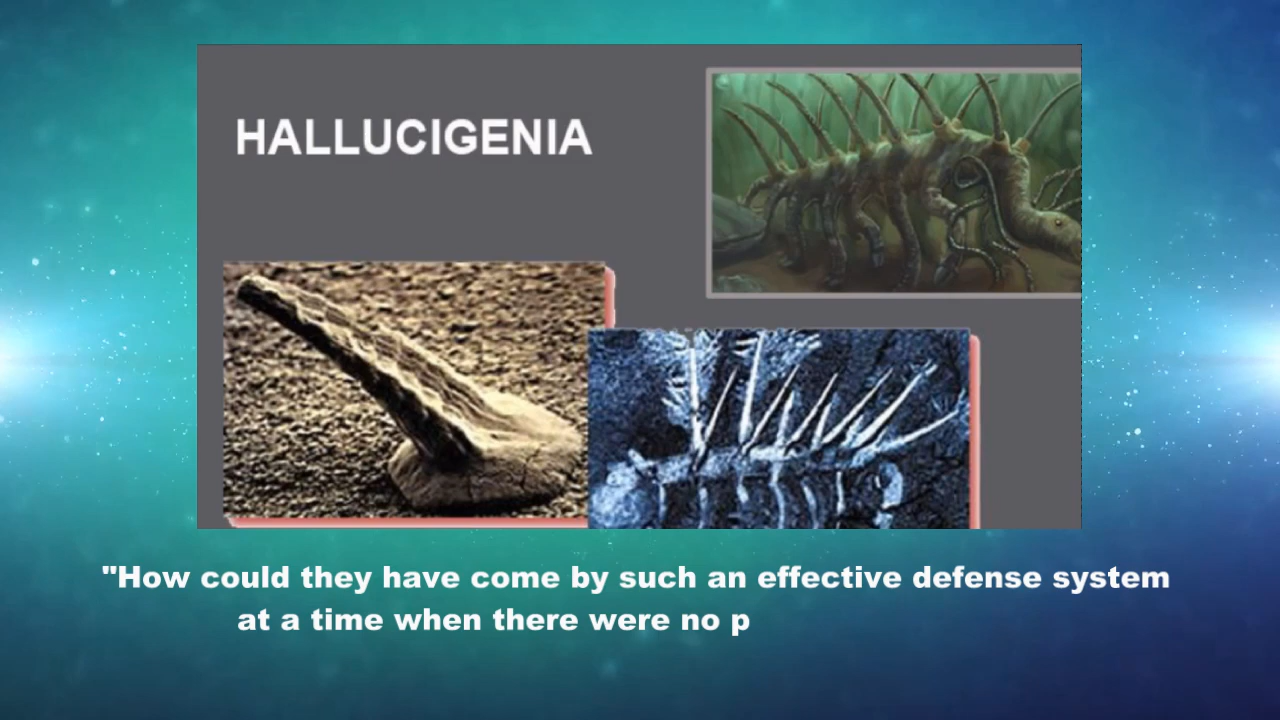 HALLUCIGENIA
"How could they have come by such an effective defense system
at a time when there were no p